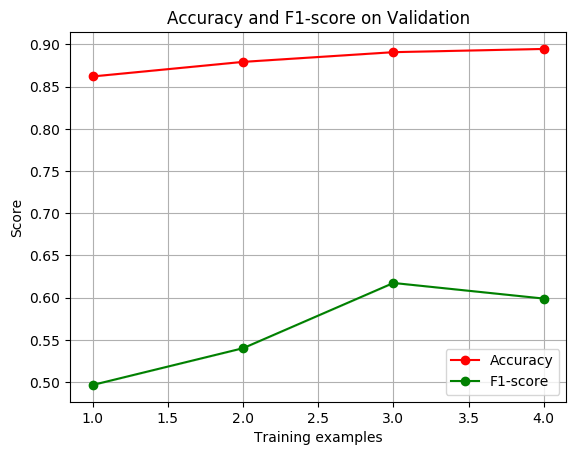 Accuracy and F1-score on Validation
0.90
0.85
0.80
0.75
0.70
0.65
0.60
0.55
0.50
Score
1.0 1.5 2.0 2.5 3.0 3.5 4.0
Training examples
Accuracy
F1-score